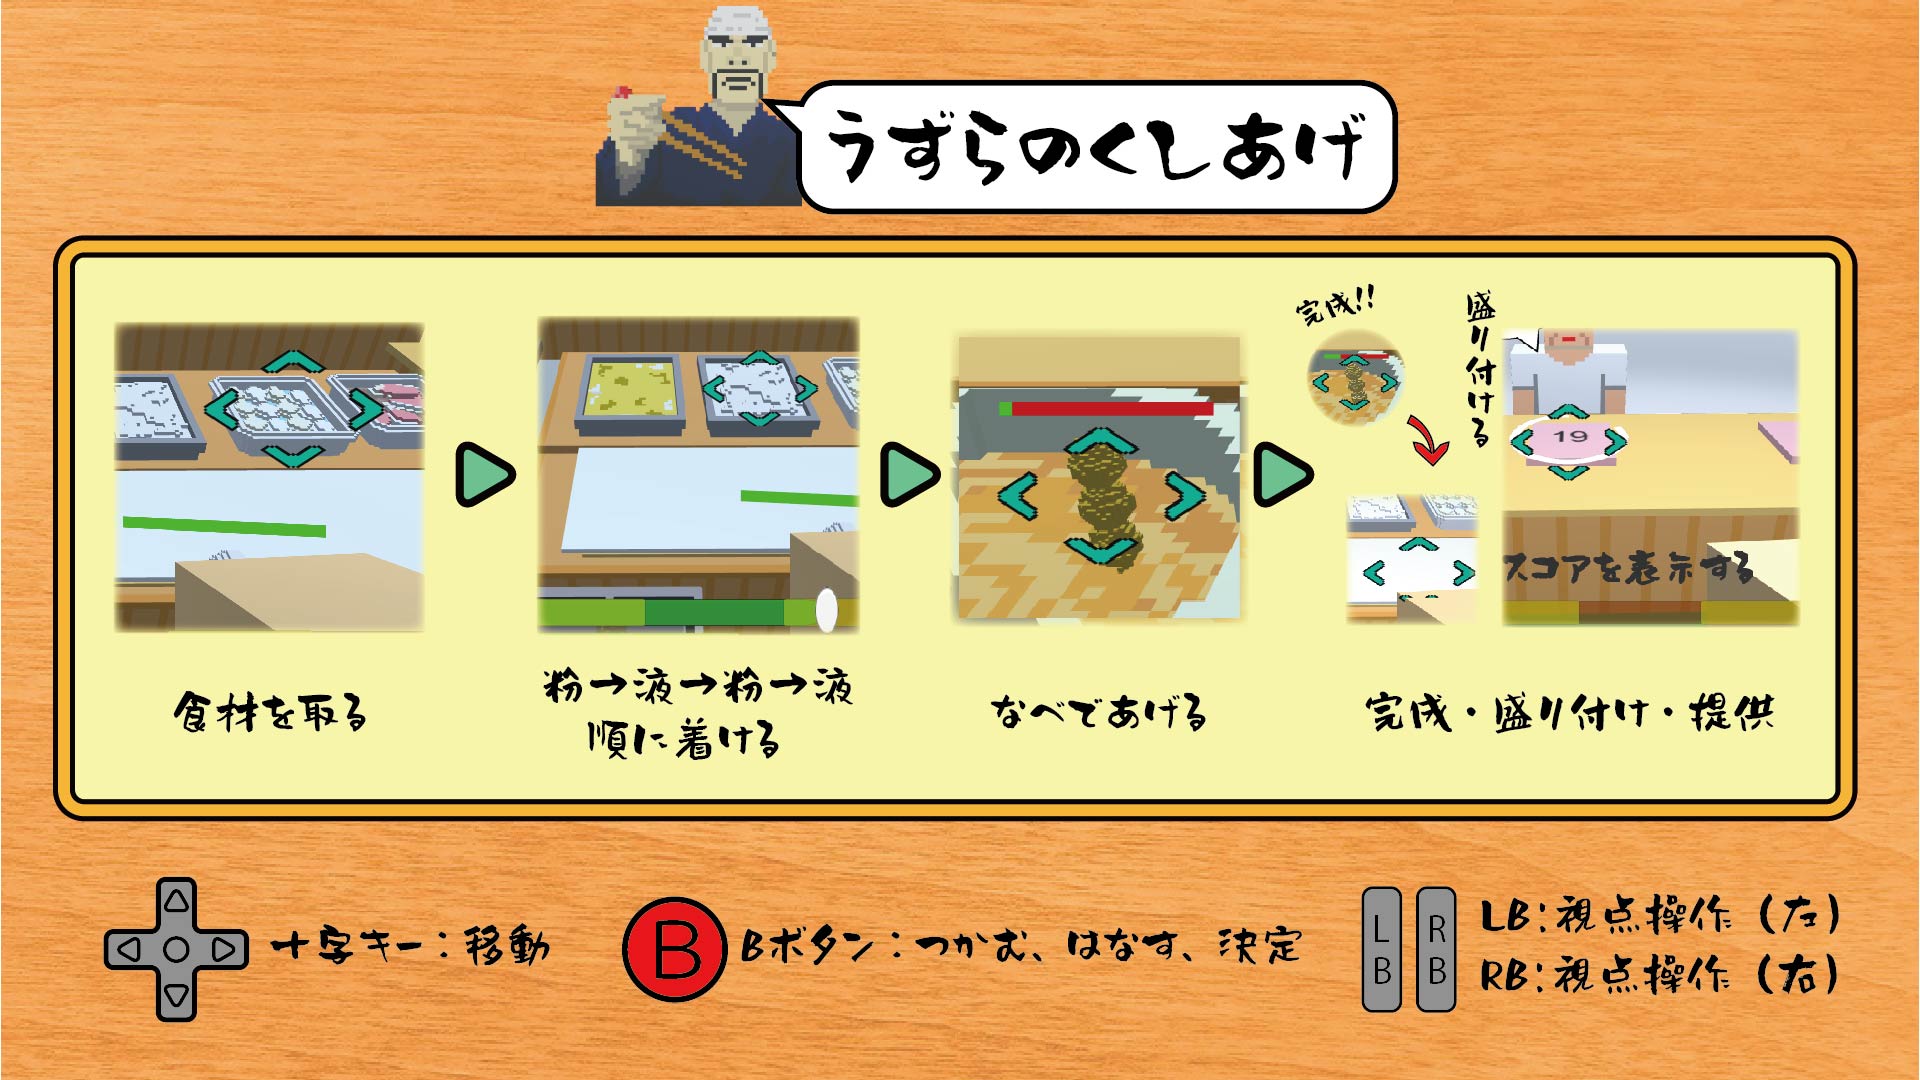 うずらのくしあげ
完成!!
盛り付ける
19
スコアを表示する
食材を取る
粉→液→粉→液
順に着ける
なべであげる
完成・盛り付け・提供
十字キー：移動
B
Bボタン：つかむ、はなす、決定
LB
RB
LB:視点操作（左）
RB:視点操作（右）